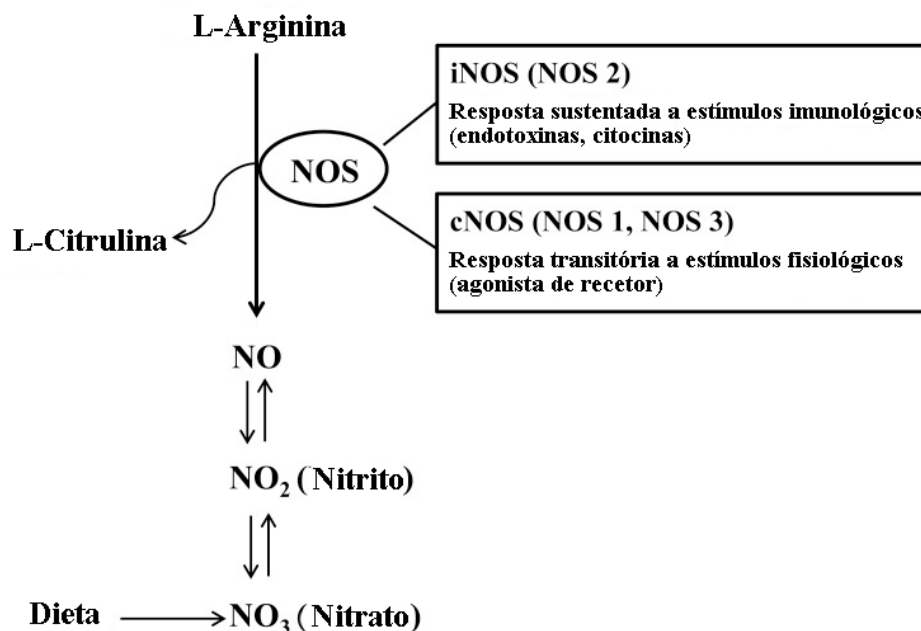 L-Arginina
iNOS (NOS 2)
Resposta sustentada a estímulos imunológicos
(endotoxinas, citocinas)
NOS
cNOS (NOS 1, NOS 3)
Resposta transitória a estímulos fisiológicos
(agonista de recetor)
L-Citrulina
NO
NO₂ (Nitrito)
Dieta
NO₃ (Nitrato)